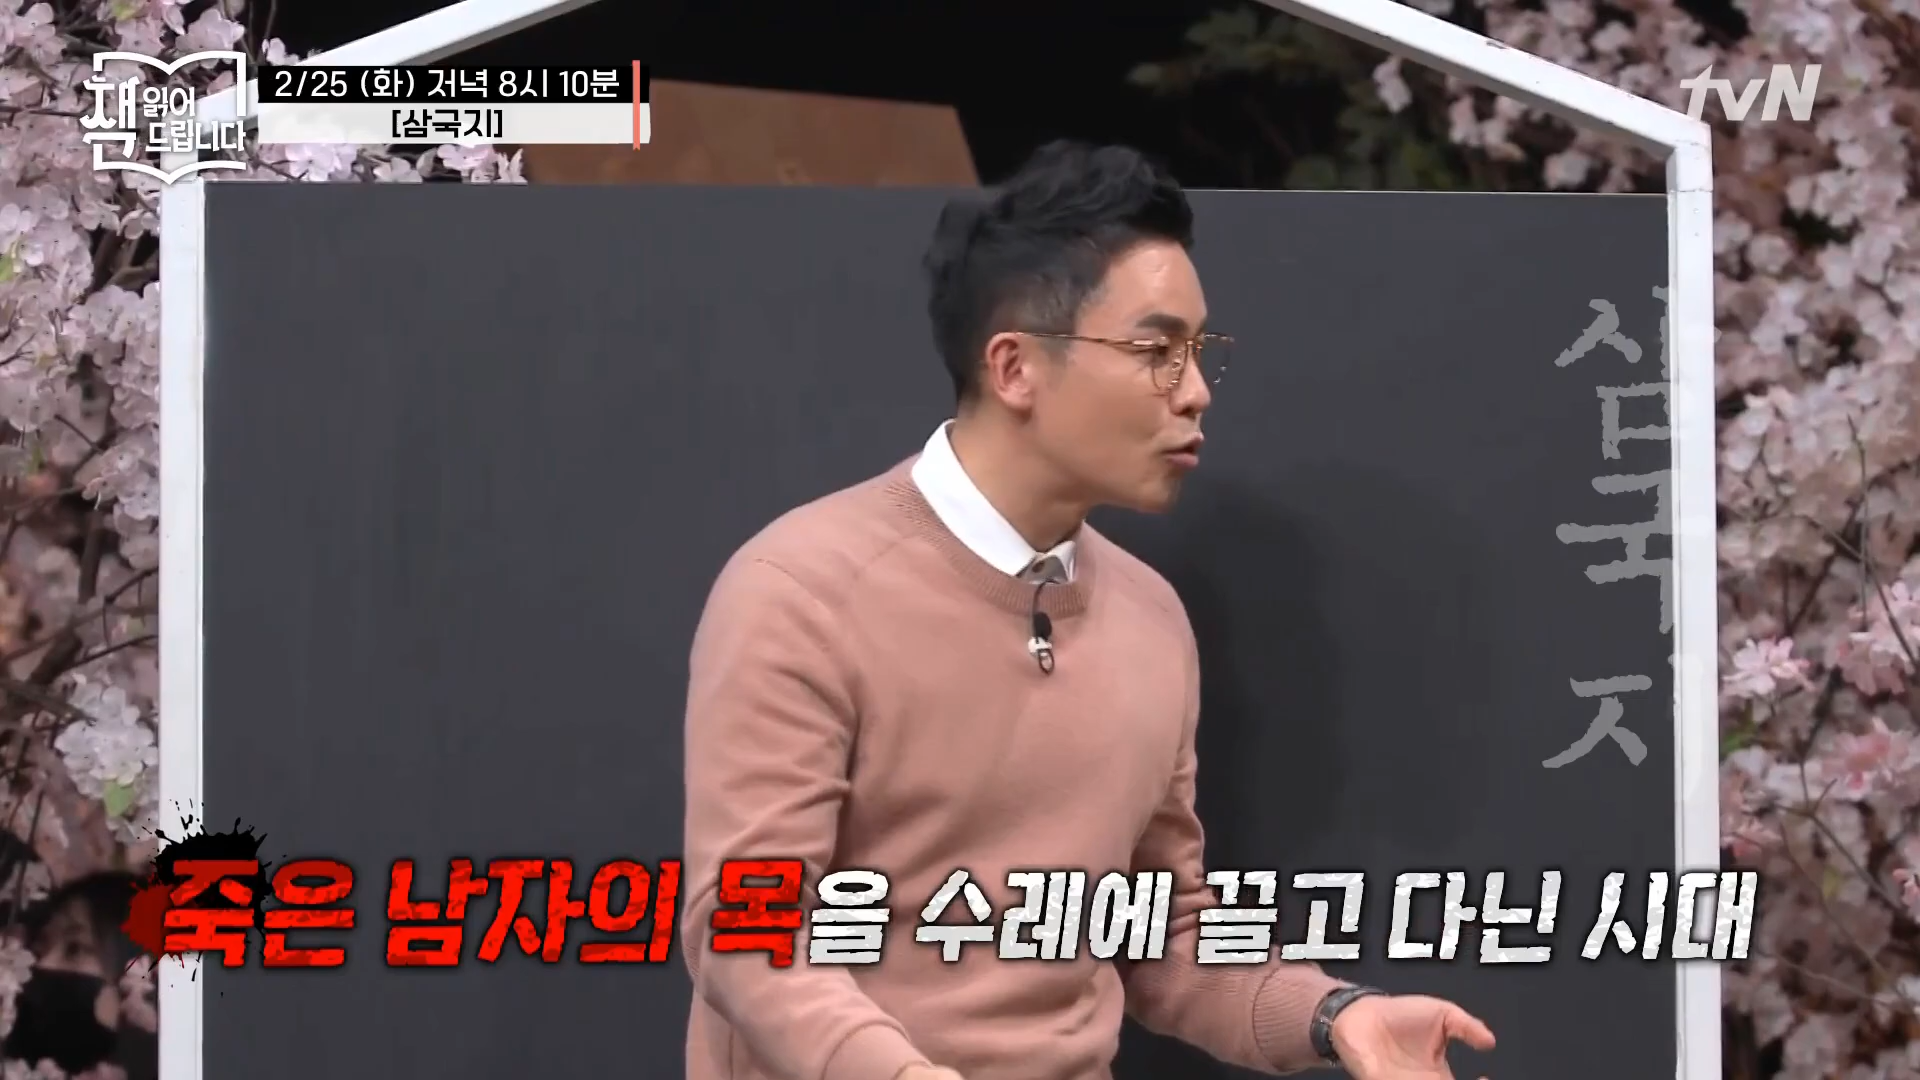 책 읽어
드립니다
2/25 (화) 저녁 8시 10분
[삼국지]
tvN
삼국지
죽은 남자의 목을 수레에 끌고 다닌 시대